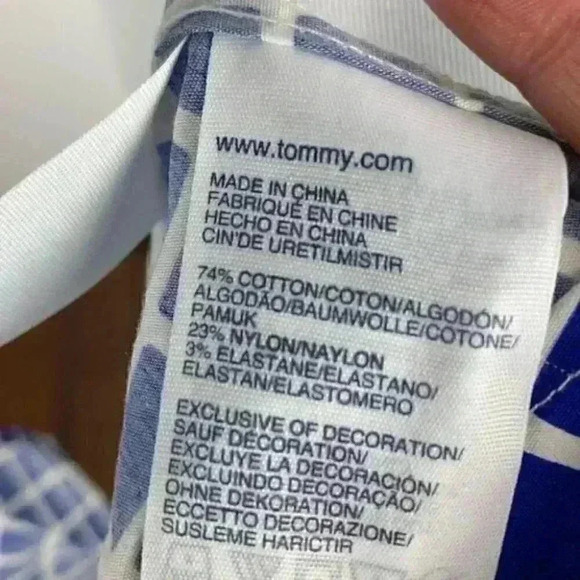 www.tommy.com
MADE IN CHINA
FABRIQUÉ EN CHINE
HECHO EN CHINA
CIN'DE URETILMISTIR
74% COTTON/COTON/ALGODÓN/
ALGODÃO/BAUMWOLLE/COTONE/
PAMUK
23% NYLON/NAYLON
3% ELASTANE/ELASTANO/
ELASTAN/ELASTOMERO
EXCLUSIVE OF DECORATION/
SAUF DÉCORATION/
EXCLUYE LA DECORACIÓN/
EXCLUINDO DECORAÇÃO/
OHNE DEKORATION/
ECCETTO DECORAZIONE/
SUSLEME HARICTIR